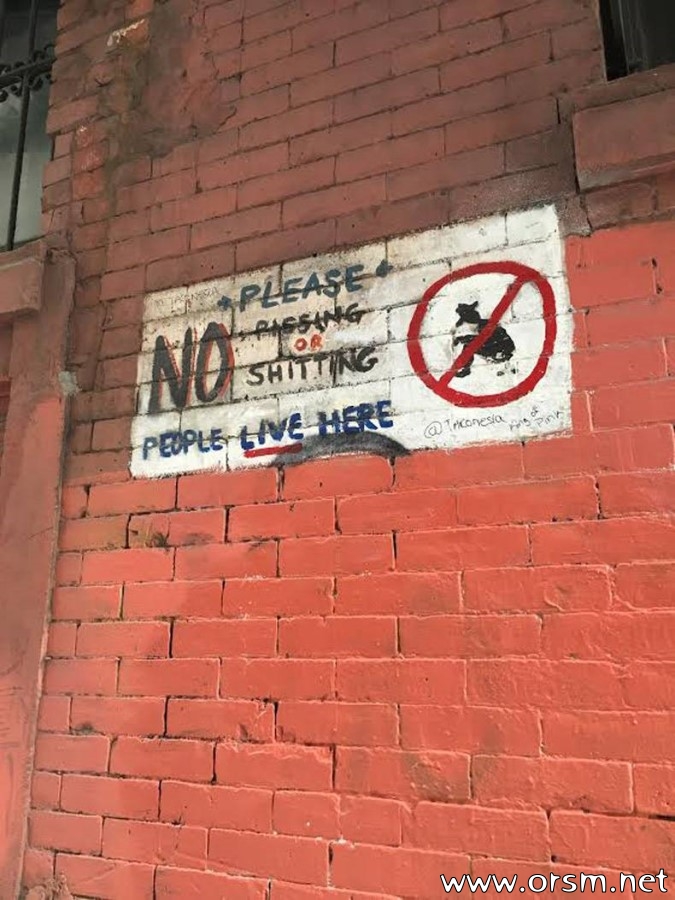 PLEASE
NO PISSING
OR
SHITTING
PEOPLE LIVE HERE
www.orsm.net